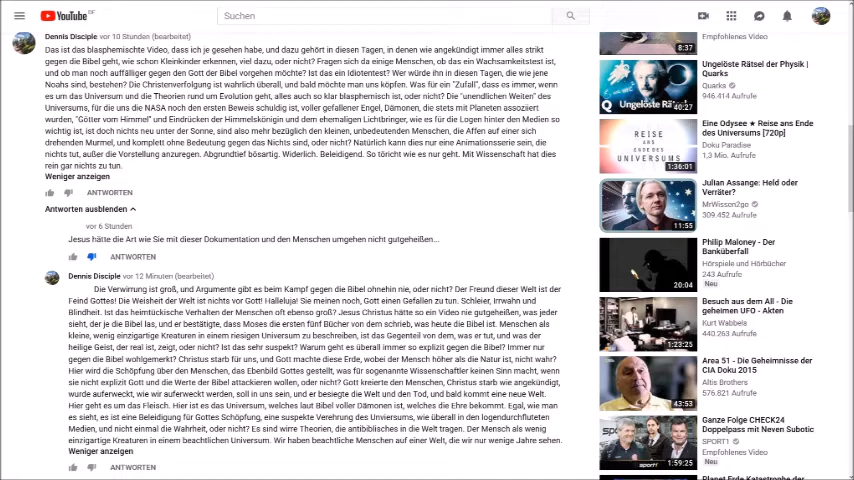 YouTube DE
Suchen
Dennis Disciple vor 10 Stunden (bearbeitet)
Das ist das blasphemischte Video, dass ich je gesehen habe, und dazu gehört in diesen Tagen, in denen wie angekündigt immer alles strikt
gegen die Bibel geht, wie schon Kleinkinder erkennen, viel dazu, oder nicht? Fragen sich da einige Menschen, ob das ein Wachsamkeitstest ist,
und ob man noch auffälliger gegen den Gott der Bibel vorgehen möchte? Ist das ein Idiotentest? Wer würde ihn in diesen Tagen, die wie jene
Noahs sind, bestehen? Die Christenverfolgung ist wahrlich überall, und bald möchte man uns köpfen. Was für ein "Zufall", dass es immer, wenn
es um das Universum und die Theorien rund um Evolution geht, alles auch so klar blasphemisch ist, oder nicht? Die "unendlichen Weiten" des
Universums, für die uns die NASA noch den ersten Beweis schuldig ist, voller gefallener Engel, Dämonen, die stets mit Planeten assoziiert
wurden, "Götter vom Himmel" und Eindrücken der Himmelskönigin und dem ehemaligen Lichtbringer, wie es für die Logen hinter den Medien so
wichtig ist, ist doch nichts neu unter der Sonne, sind also mehr bezüglich den kleinen, unbedeutenden Menschen, die Affen auf einer sich
drehenden Murmel, und komplett ohne Bedeutung gegen das Nichts sind, oder nicht? Natürlich kann dies nur eine Animationsserie sein, die
nichts tut, außer die Vorstellung anzuregen. Abgrundtief bösartig. Widerlich. Beleidigend. So töricht wie es nur geht. Mit Wissenschaft hat dies
rein gar nichts zu tun.
Weniger anzeigen
ANTWORTEN
Antworten ausblenden
vor 6 Stunden
Jesus hätte die Art wie Sie mit dieser Dokumentation und den Menschen umgehen nicht gutgeheißen...
ANTWORTEN
Dennis Disciple vor 12 Minuten (bearbeitet)
Die Verwirrung ist groß, und Argumente gibt es beim Kampf gegen die Bibel ohnehin nie, oder nicht? Der Freund dieser Welt ist der
Feind Gottes! Die Weisheit der Welt ist nichts vor Gott! Halleluja! Sie meinen noch, Gott einen Gefallen zu tun. Schleier, Irrwahn und
Blindheit. Ist das heimtückische Verhalten der Menschen oft ebenso groß? Jesus Christus hätte so ein Video nie gutgeheißen, was jeder
sieht, der je die Bibel las, und er bestätigte, dass Moses die ersten fünf Bücher von dem schrieb, was heute die Bibel ist. Menschen als
kleine, wenig einzigartige Kreaturen in einem riesigen Universum zu beschreiben, ist das Gegenteil von dem, was er tut, und was der
heilige Geist, der real ist, zeigt, oder nicht? Ist das sehr suspekt? Warum geht es überall immer so explizit gegen die Bibel? Immer nur
gegen die Bibel wohlgemerkt? Christus starb für uns, und Gott machte diese Erde, wobei der Mensch höher als die Natur ist, nicht wahr?
Hier wird die Schöpfung über den Menschen, das Ebenbild Gottes gestellt, was für sogenannte Wissenschaftler keinen Sinn macht, wenn
sie nicht explizit Gott und die Werte der Bibel attackieren wollen, oder nicht? Gott kreierte den Menschen, Christus starb wie angekündigt,
wurde auferweckt, wie wir auferweckt werden, soll in uns sein, und er besiegte die Welt und den Tod, und bald kommt eine neue Welt.
Hier geht es um das Fleisch. Hier ist es das Universum, welches laut Bibel voller Dämonen ist, welches die Ehre bekommt. Egal, wie man
es sieht, es ist eine Beleidigung für Gottes Schöpfung, eine suspekte Verehrung des Universums, wie überall in den logendurchfluteten
Medien, und nicht einmal die Wahrheit, oder nicht? Es sind wirre Theorien, die antibiblisches in die Welt tragen. Der Mensch als wenig
einzigartige Kreaturen in einem beachtlichen Universum. Wir haben beachtliche Menschen auf einer Welt, die wir nur wenige Jahre sehen.
Weniger anzeigen
ANTWORTEN
8:37
Empfohlenes Video
Ungelöste Rät
40:27
Ungelöste Rätsel der Physik |
Quarks
Quarks
946.414 Aufrufe
REISE
ANS
ENDE DES
UNIVERSUMS
1:36:01
Eine Odysee ★ Reise ans Ende
des Universums [720p]
Doku Paradise
1,3 Mio. Aufrufe
11:55
Julian Assange: Held oder
Verräter?
MrWissen2go
309.452 Aufrufe
20:04
Philip Maloney - Der
Banküberfall
Hörspiele und Hörbücher
243 Aufrufe
Neu
1:23:25
Besuch aus dem All - Die
geheimen UFO - Akten
Kurt Wabbels
440.263 Aufrufe
43:53
Area 51 - Die Geheimnisse der
CIA Doku 2015
Altis Brothers
576.821 Aufrufe
sport1
1:59:25
Ganze Folge CHECK24
Doppelpass mit Neven Subotic
SPORT1
Empfohlenes Video
Neu
Planet Erde Katastrophe der